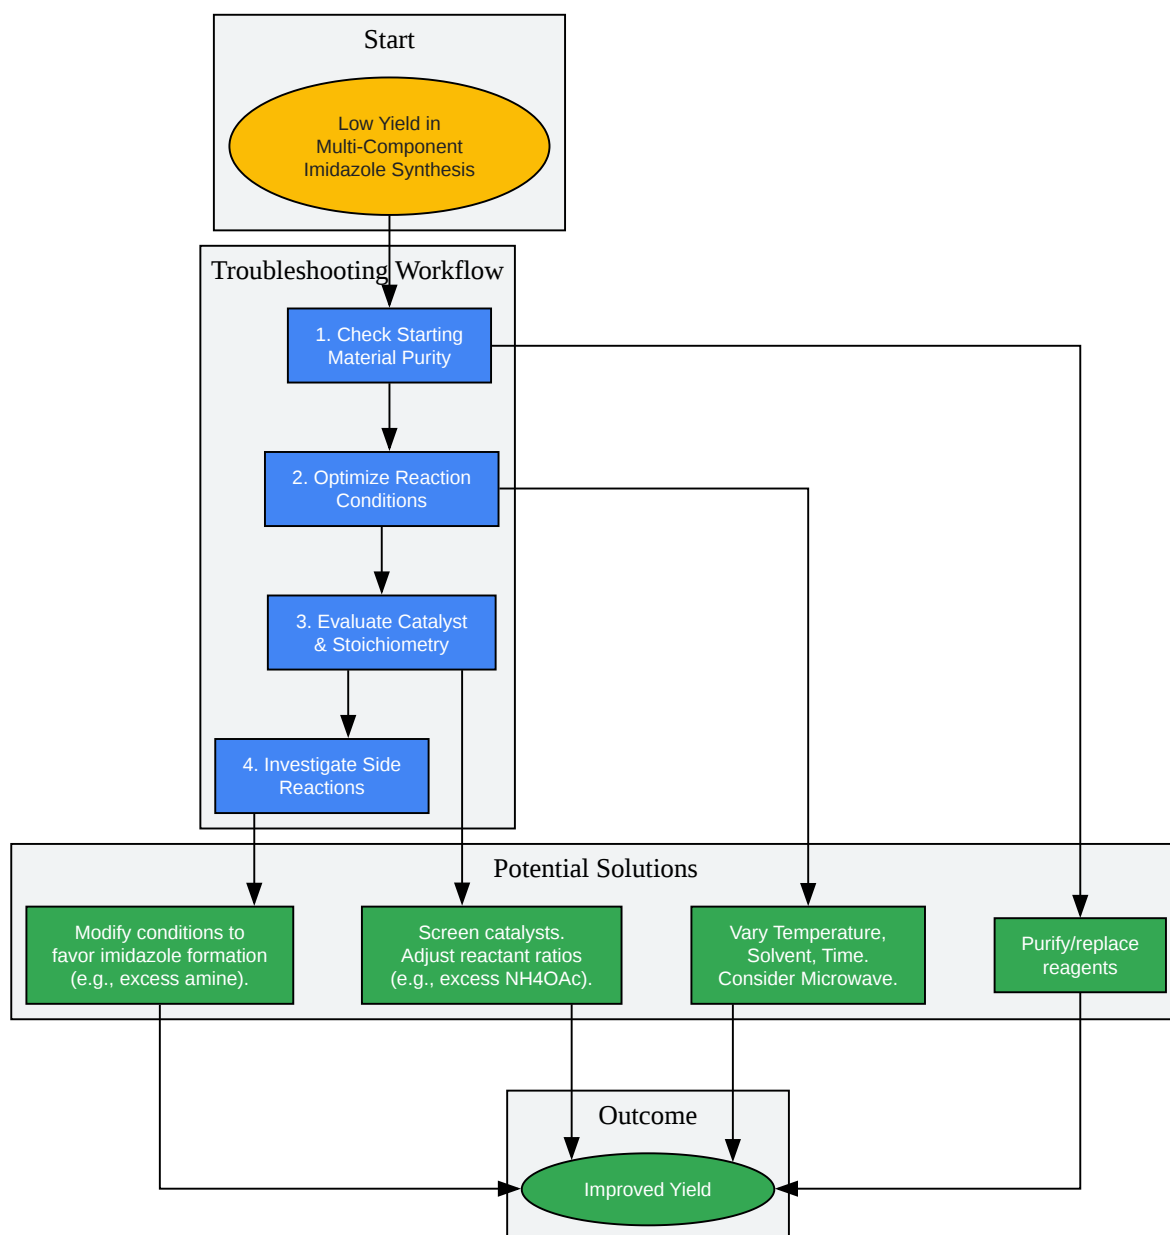 Start
Low Yield in
Multi-Component
Imidazole Synthesis
Troubleshooting Workflow
1. Check Starting
Material Purity
2. Optimize Reaction
Conditions
3. Evaluate Catalyst
& Stoichiometry
4. Investigate Side
Reactions
Potential Solutions
Modify conditions to
favor imidazole formation
(e.g., excess amine).
Screen catalysts.
Adjust reactant ratios
(e.g., excess NH4OAc).
Vary Temperature,
Solvent, Time.
Consider Microwave.
Purify/replace
reagents
Outcome
Improved Yield